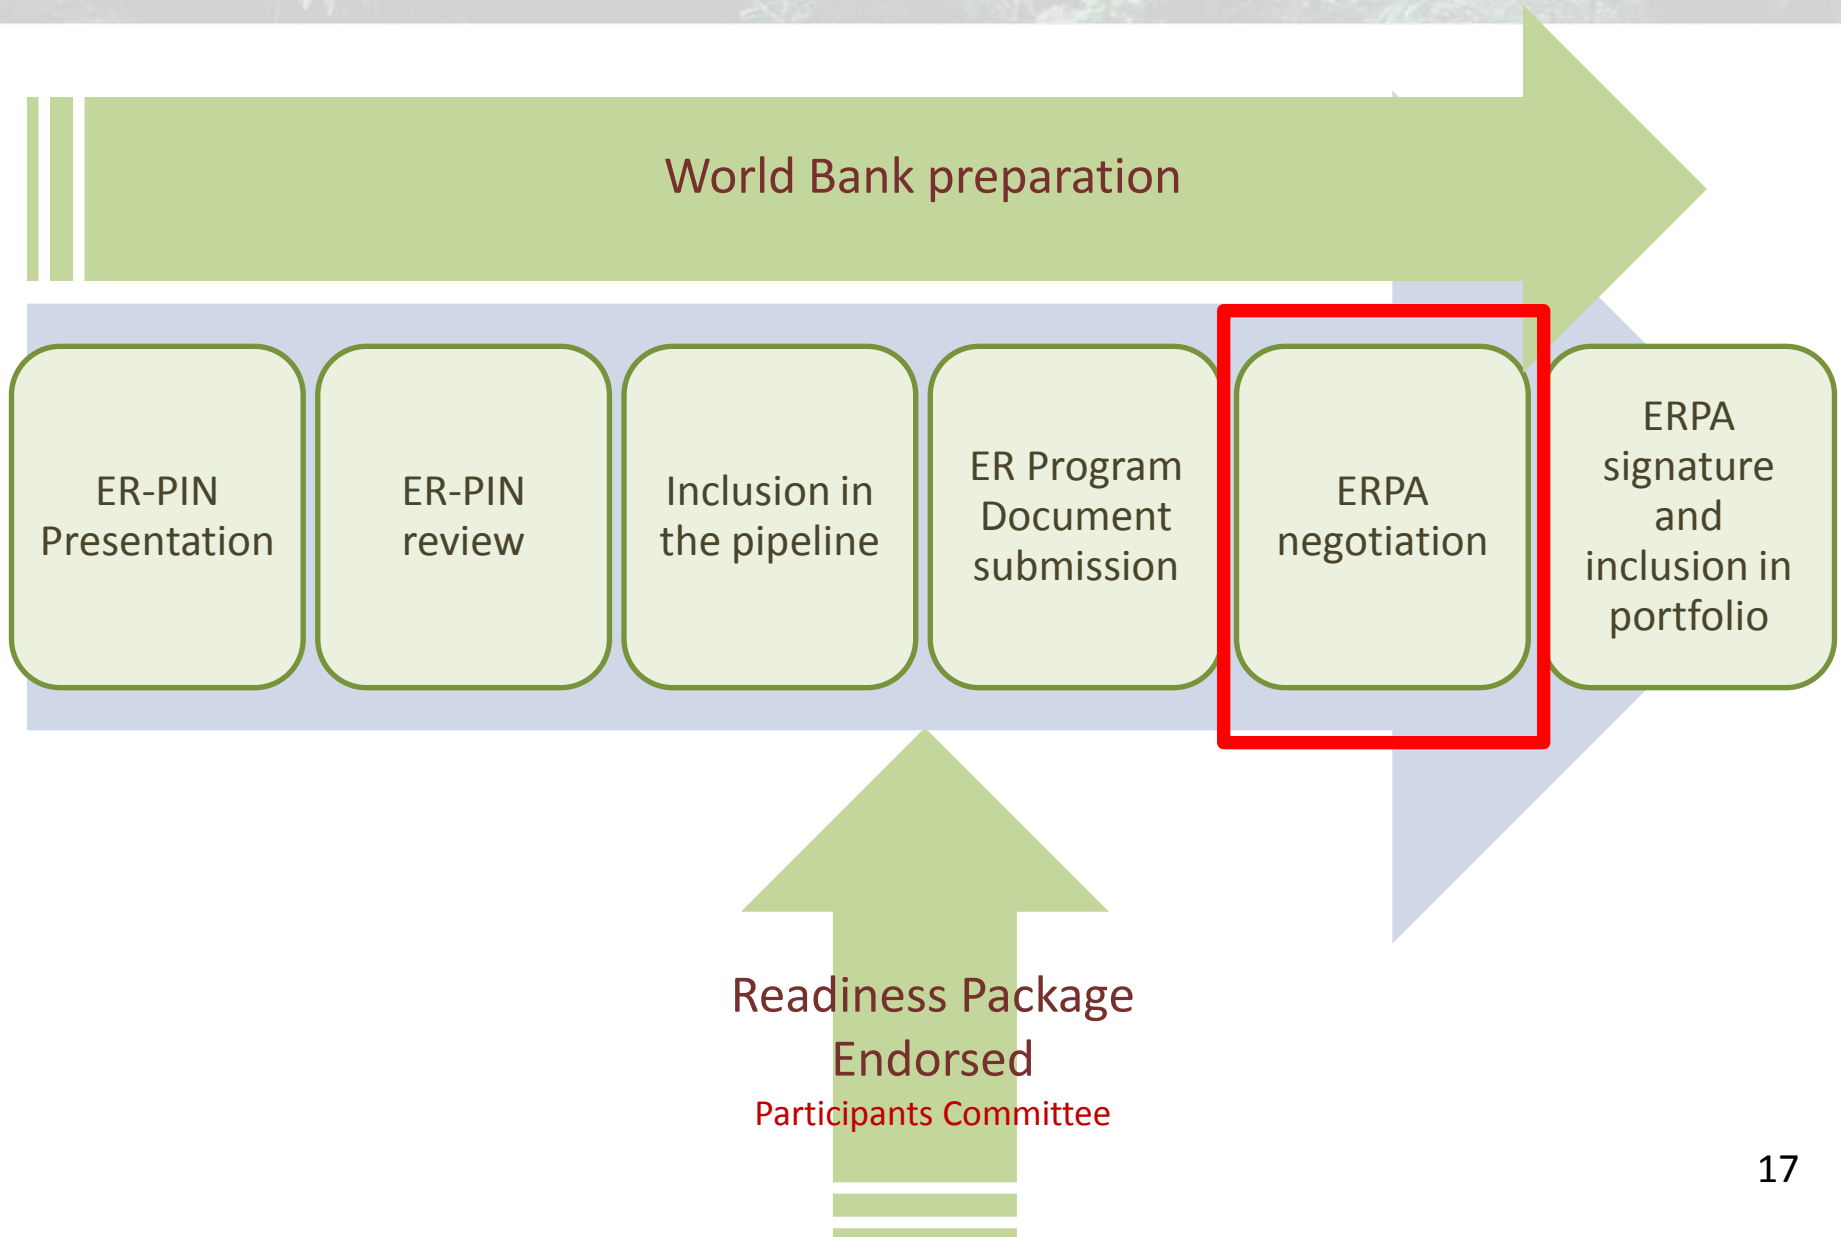 World Bank preparation
ER-PIN
Presentation
ER-PIN
review
Inclusion in
the pipeline
ER Program
Document
submission
ERPA
negotiation
ERPA
signature
and
inclusion in
portfolio
Readiness Package
Endorsed
Participants Committee
17